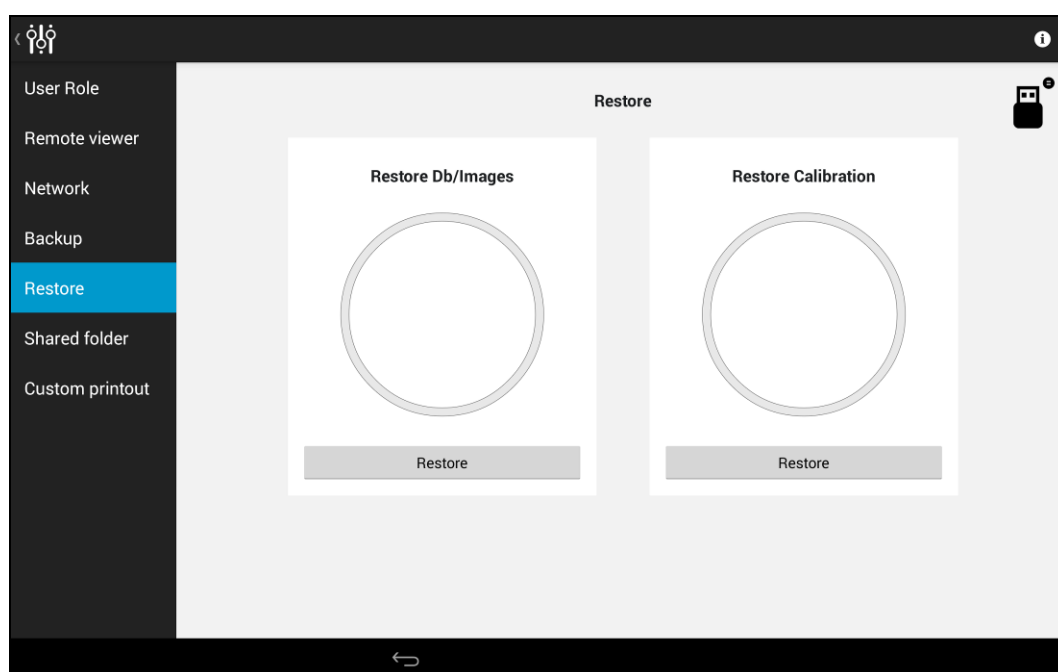 User Role
Remote viewer
Network
Backup
Restore
Shared folder
Custom printout
Restore
Restore Db/Images
Restore
Restore Calibration
Restore